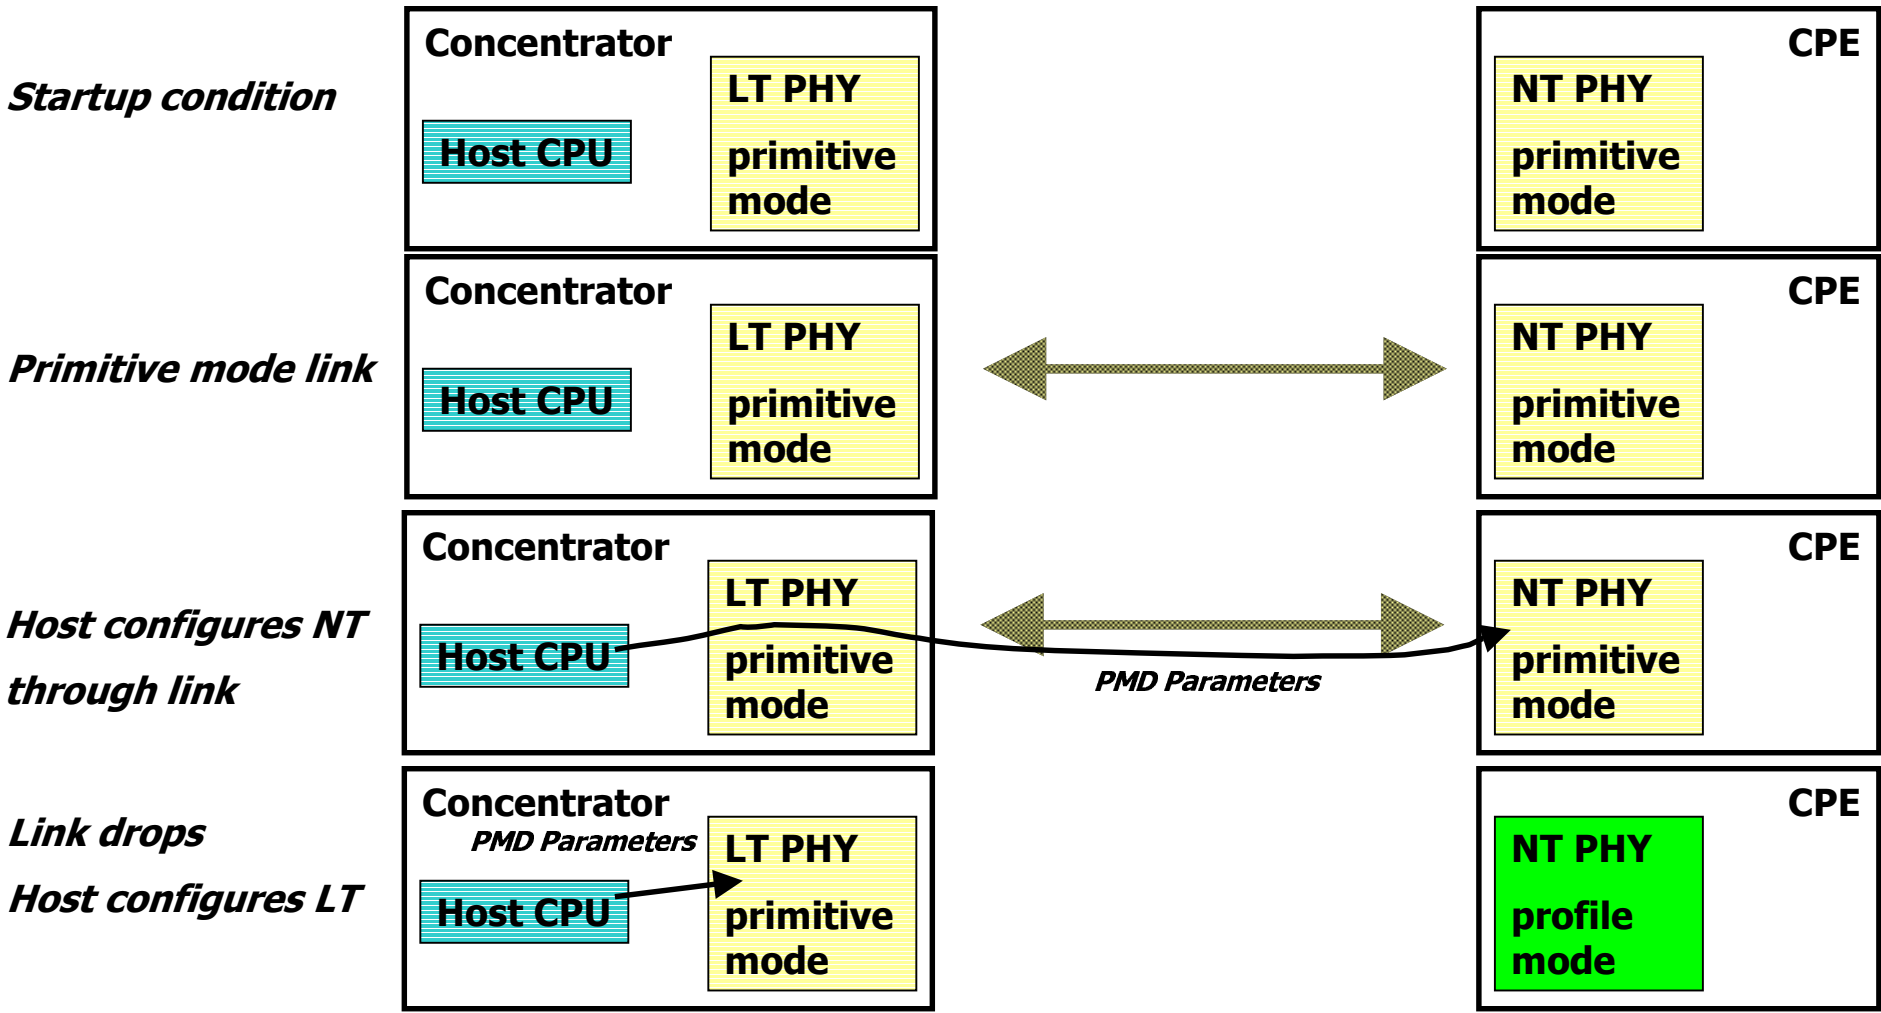 Startup condition
Concentrator
Host CPU
LT PHY
primitive
mode
CPE
NT PHY
primitive
mode
Primitive mode link
Concentrator
Host CPU
LT PHY
primitive
mode
CPE
NT PHY
primitive
mode
Host configures NT
through link
Concentrator
Host CPU
LT PHY
primitive
mode
PMD Parameters
CPE
NT PHY
primitive
mode
Link drops
Host configures LT
Concentrator
PMD Parameters
Host CPU
LT PHY
primitive
mode
CPE
NT PHY
profile
mode